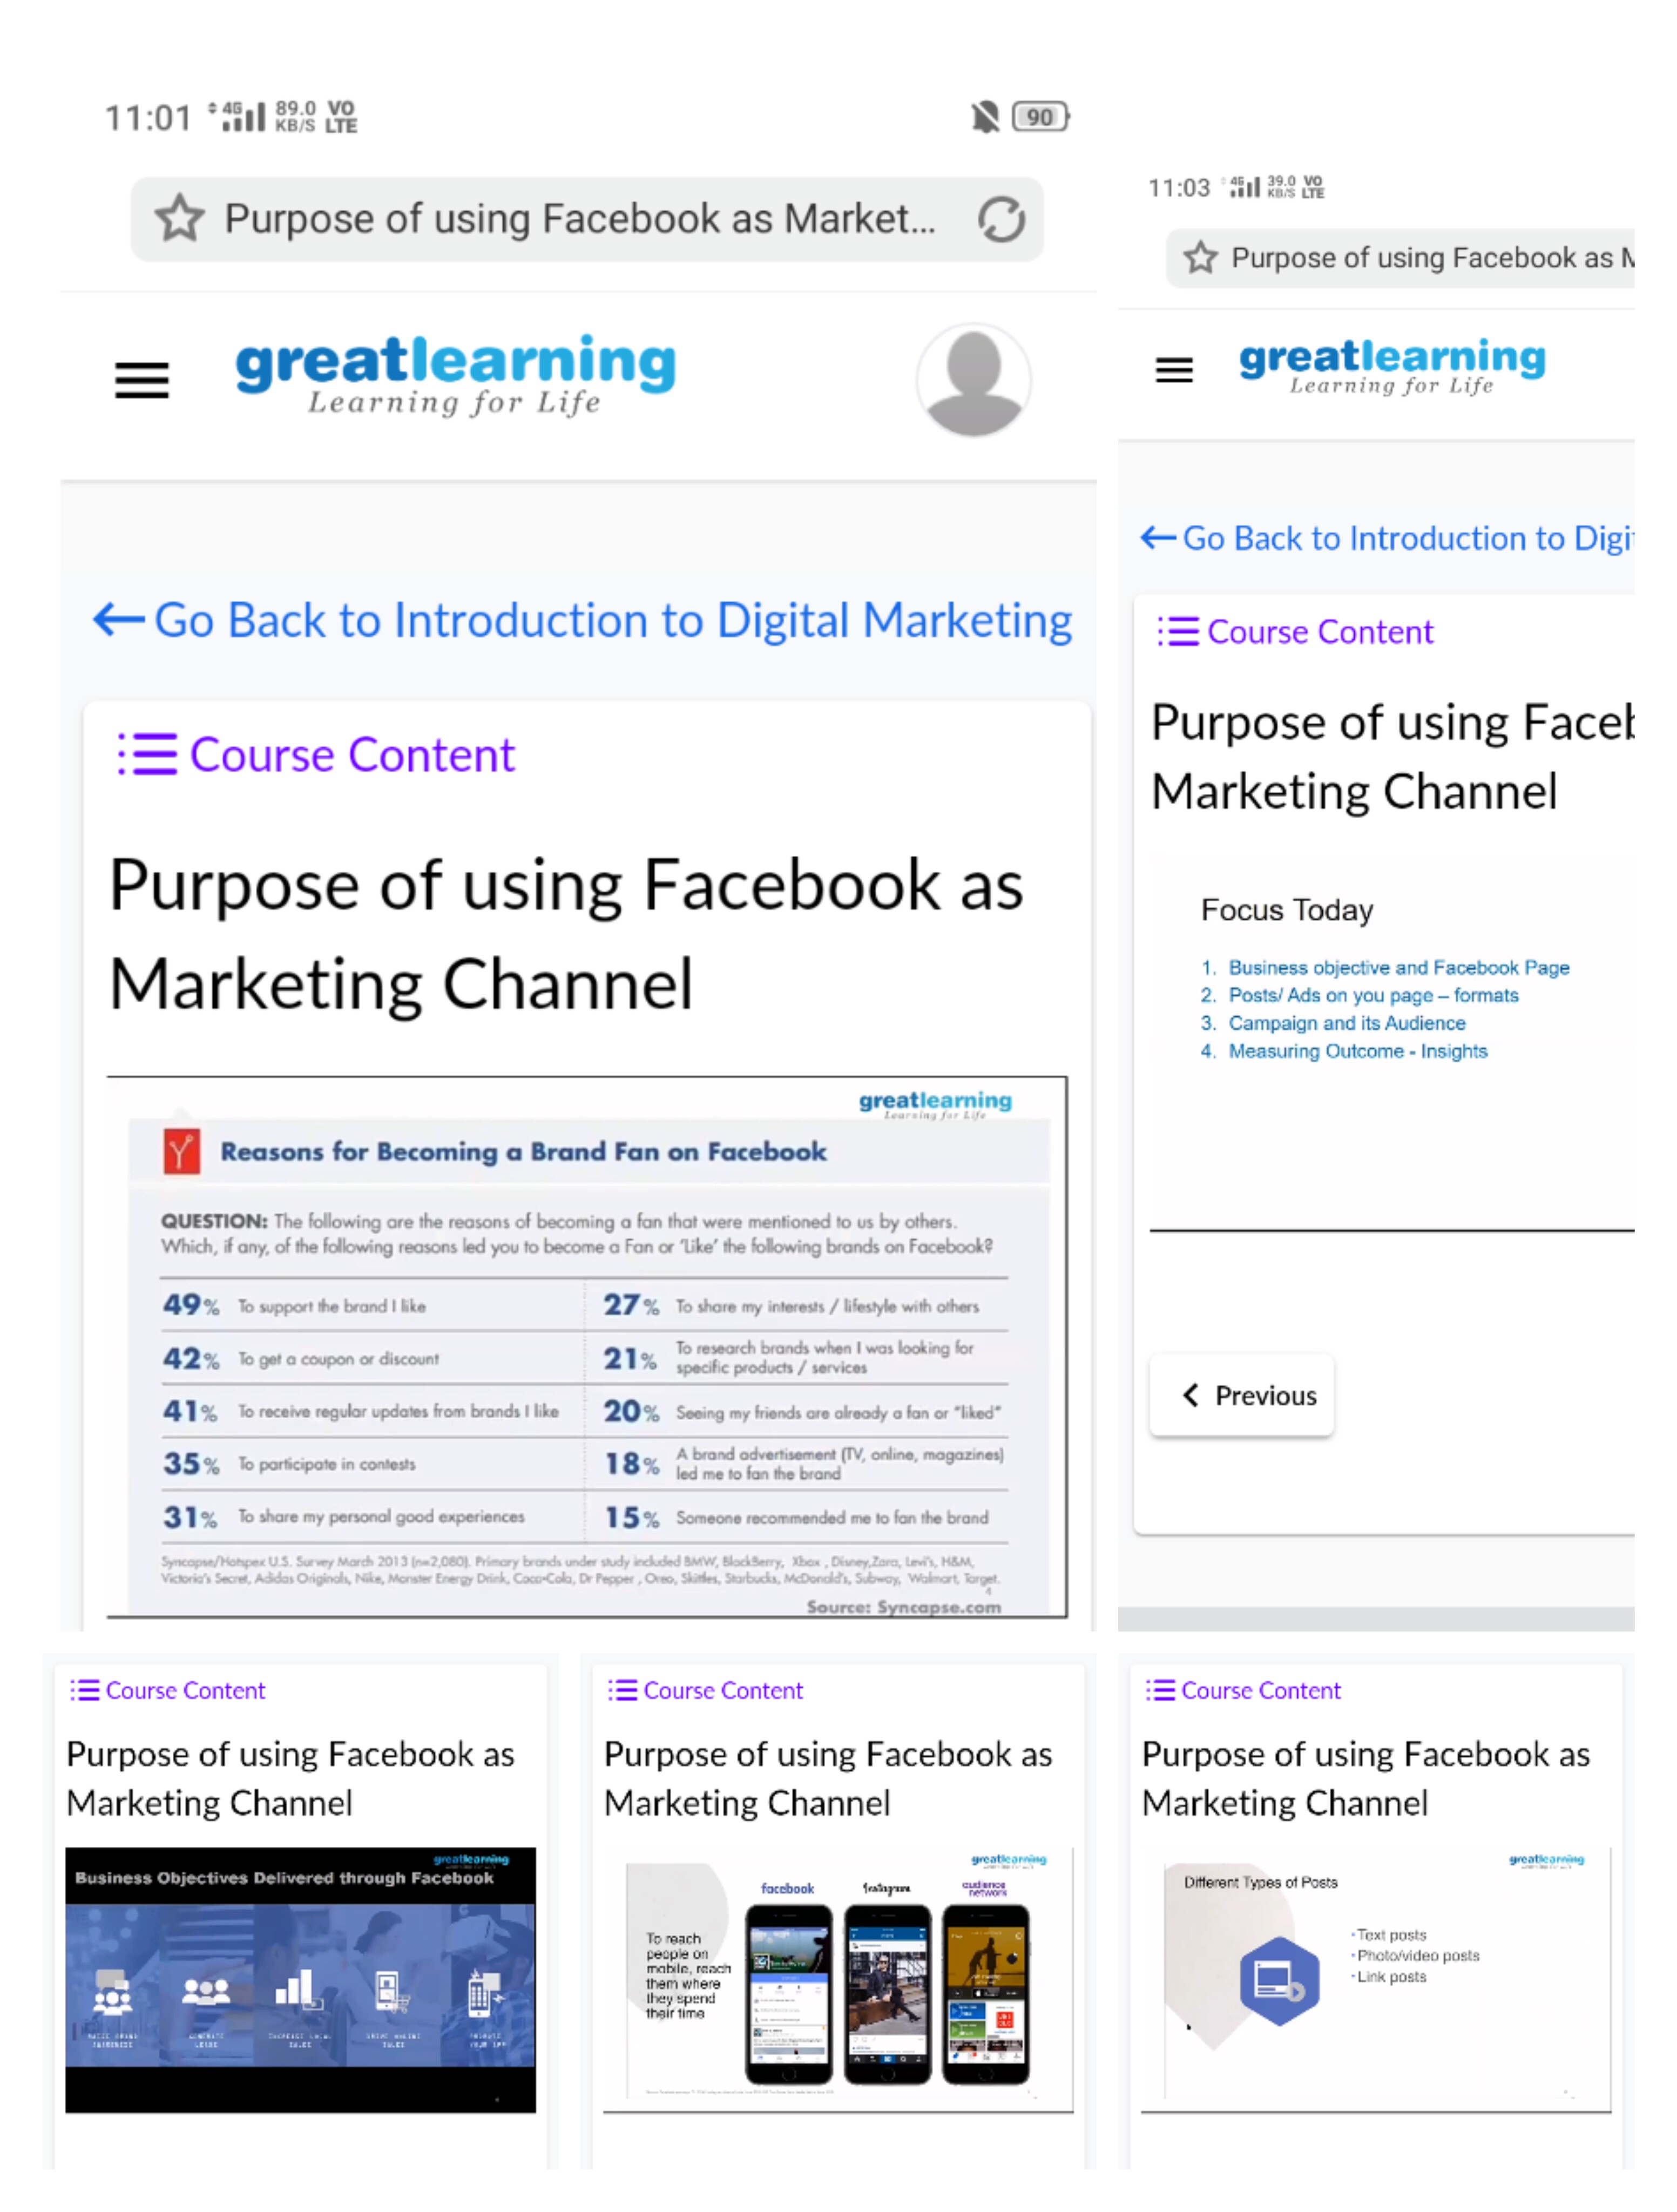 11:01 4G 89.0 KB/S VO LTE 90
Purpose of using Facebook as Market...
greatlearning
Learning for Life
← Go Back to Introduction to Digital Marketing
Course Content
Purpose of using Facebook as
Marketing Channel
greatlearning
Learning for Life
Reasons for Becoming a Brand Fan on Facebook
QUESTION: The following are the reasons of becoming a fan that were mentioned to us by others.
Which, if any, of the following reasons led you to become a Fan or 'Like' the following brands on Facebook?
49% To support the brand I like
27% To share my interests / lifestyle with others
42% To get a coupon or discount
21% To research brands when I was looking for
specific products / services
41% To receive regular updates from brands I like
20% Seeing my friends are already a fan or "liked"
35% To participate in contests
18% A brand advertisement (TV, online, magazines)
led me to fan the brand
31% To share my personal good experiences
15% Someone recommended me to fan the brand
Syncapse/Hotspex U.S. Survey March 2013 (n=2,080). Primary brands under study included BMW, BlackBerry, Xbox , Disney,Zara, Levi's, H&M,
Victoria's Secret, Adidas Originals, Nike, Monster Energy Drink, Coca-Cola, Dr Pepper , Oreo, Skittles, Starbucks, McDonald's, Subway, Walmart, Target.
4
Source: Syncapse.com
11:03 4G 39.0 KB/S VO LTE
Purpose of using Facebook as M
greatlearning
Learning for Life
← Go Back to Introduction to Digi
Course Content
Purpose of using Faceb
Marketing Channel
Focus Today
1. Business objective and Facebook Page
2. Posts/ Ads on you page – formats
3. Campaign and its Audience
4. Measuring Outcome - Insights
Previous
Course Content
Purpose of using Facebook as
Marketing Channel
greatlearning
Business Objectives Delivered through Facebook
RAISE BRAND
AWARENESS
GENERATE
LEADS
INCREASE LOCAL
SALES
DRIVE ONLINE
SALES
PROMOTE
YOUR APP
Course Content
Purpose of using Facebook as
Marketing Channel
greatlearning
facebook
Instagram
audience
network
To reach
people on
mobile, reach
them where
they spend
their time
Course Content
Purpose of using Facebook as
Marketing Channel
greatlearning
Different Types of Posts
• Text posts
• Photo/video posts
• Link posts